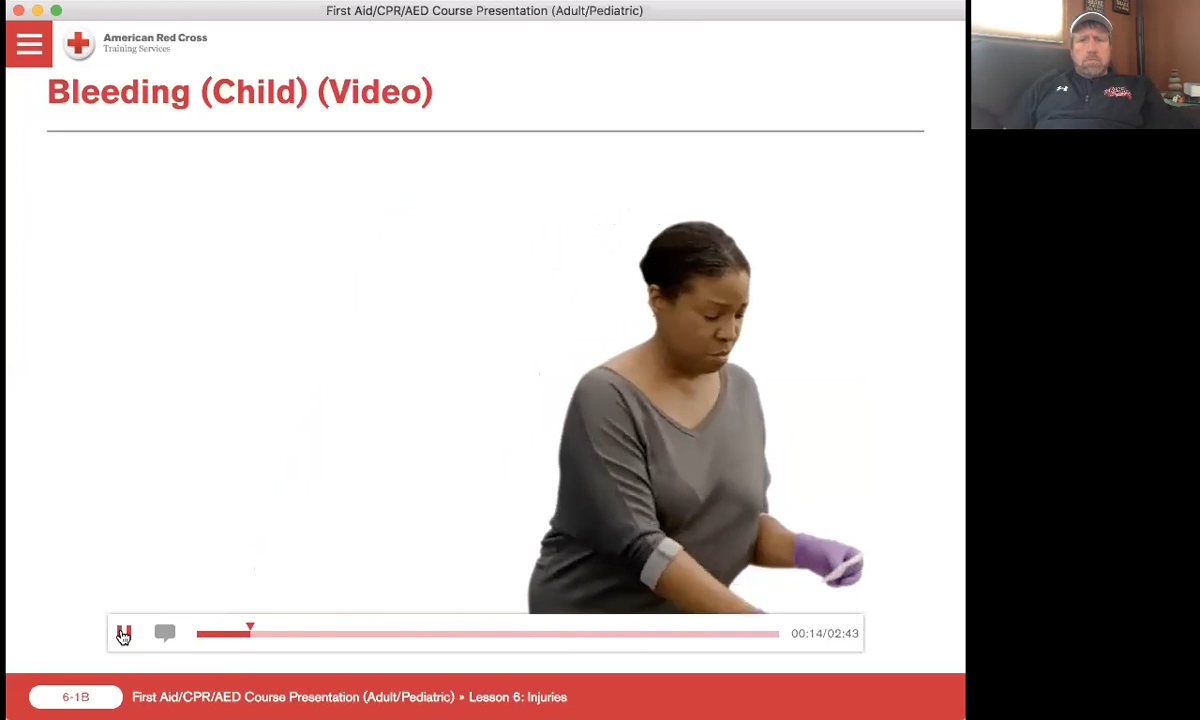 First Aid/CPR/AED Course Presentation (Adult/Pediatric)
American Red Cross
Training Services
Bleeding (Child) (Video)
00:14/02:43
6-1B
First Aid/CPR/AED Course Presentation (Adult/Pediatric) • Lesson 6: Injuries